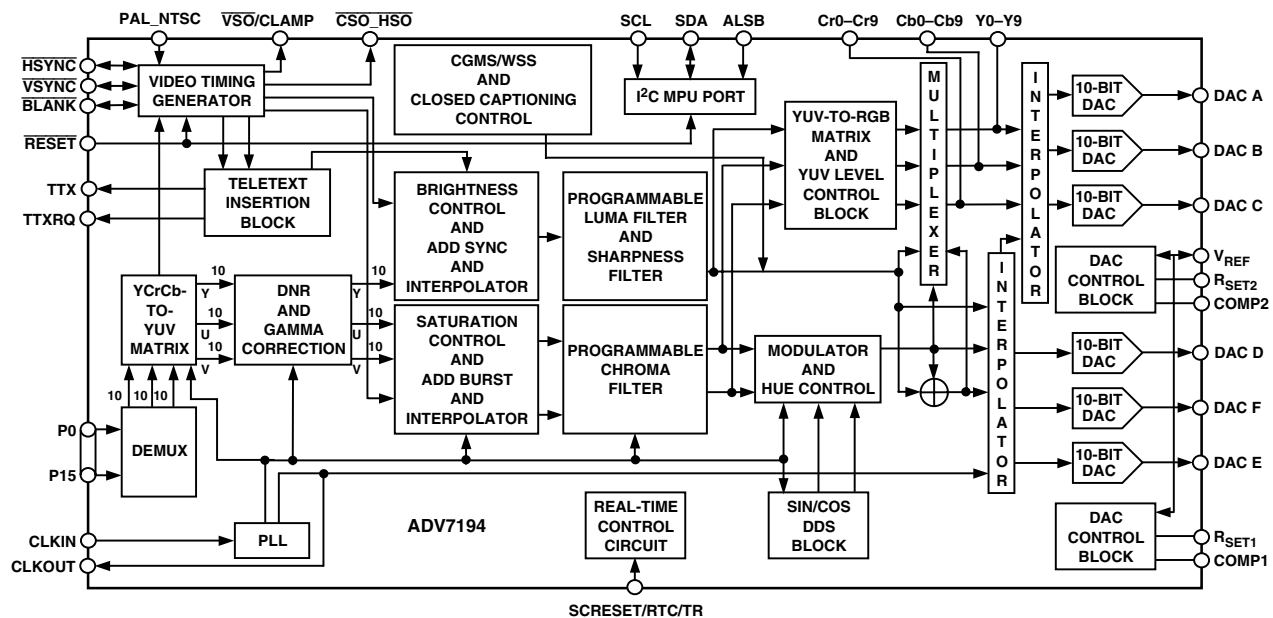 PAL_NTSC
VSO/CLAMP
CSO_HSO
SCL
SDA
ALSB
Cr0–Cr9
Cb0–Cb9
Y0–Y9
HSYNC
VSYNC
BLANK
RESET
TTX
TTXRQ
P0
P15
CLKIN
CLKOUT
VIDEO TIMING
GENERATOR
CGMS/WSS
AND
CLOSED CAPTIONING
CONTROL
I2C MPU PORT
TELETEXT
INSERTION
BLOCK
BRIGHTNESS
CONTROL
AND
ADD SYNC
AND
INTERPOLATOR
PROGRAMMABLE
LUMA FILTER
AND
SHARPNESS
FILTER
YUV-TO-RGB
MATRIX
AND
YUV LEVEL
CONTROL
BLOCK
MULTIPLEXER
INTERPOLATOR
10-BIT
DAC
DAC A
10-BIT
DAC
DAC B
10-BIT
DAC
DAC C
DAC
CONTROL
BLOCK
VREF
RSET2
COMP2
YCrCb-
TO-
YUV
MATRIX
10
Y
10
U
10
V
DNR
AND
GAMMA
CORRECTION
10
Y
10
U
10
V
SATURATION
CONTROL
AND
ADD BURST
AND
INTERPOLATOR
PROGRAMMABLE
CHROMA
FILTER
MODULATOR
AND
HUE CONTROL
INTERPOLATOR
10-BIT
DAC
DAC D
10-BIT
DAC
DAC F
10-BIT
DAC
DAC E
10 10 10
DEMUX
PLL
ADV7194
REAL-TIME
CONTROL
CIRCUIT
SIN/COS
DDS
BLOCK
DAC
CONTROL
BLOCK
RSET1
COMP1
SCRESET/RTC/TR